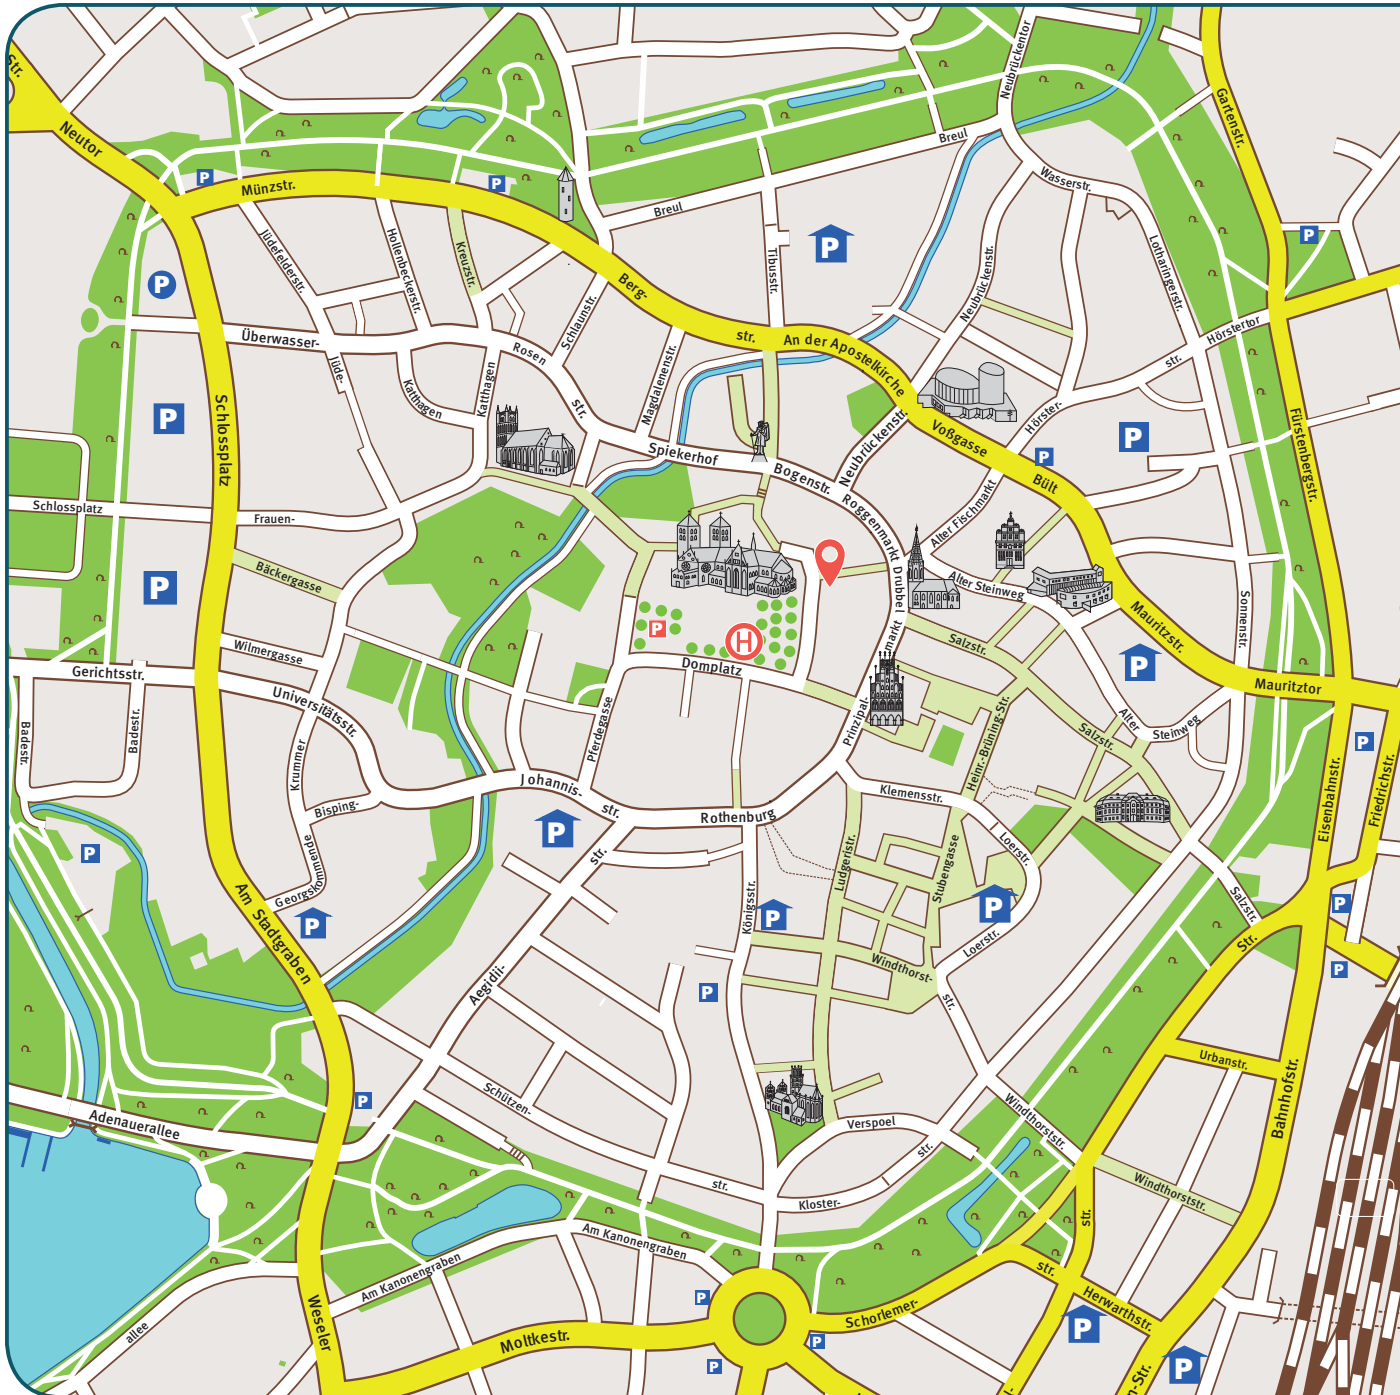 Str.
Neutor
P
Münzstr.
P
Breul
Breul
Neubrückentor
Gartenstr.
Wasserstr.
Jüdefelderstr.
Hollenbeckerstr.
Kreuzstr.
P
Tibusstr.
P
Lotharingerstr.
P
Berg-
Schlaunstr.
Neubrückenstr.
Hörstertor
str.
Überwasser-
Rosen
str.
Jüde-
Katthagen
Katthagen
Magdalenenstr.
str.
An der Apostelkirche
Schlossplatz
P
Spiekerhof
Bogenstr.
Neubrückenstr.
Voßgasse
Hörster-
P
P
Bült
Fürstenbergstr.
Schlossplatz
Frauen-
Roggenmarkt
Alter Fischmarkt
Drubbel
Bäckergasse
P
Alter Steinweg
Mauritzstr.
Sonnenstr.
Wilmergasse
P
H
Domplatz
markt
Prinzipal-
Salzstr.
P
Gerichtsstr.
Universitätsstr.
Mauritztor
Badestr.
Badestr.
Krummer
Pferdegasse
Heinr.-Brüning-Str.
Salzstr.
Alter
Steinweg
P
Eisenbahnstr.
Friedrichstr.
Bisping-
Johannis-
str.
P
Rothenburg
Klemensstr.
P
Georgskommende
str.
Ludgeristr.
Stubengasse
Loerstr.
Loerstr.
P
Salzstr.
P
Str.
P
Am Stadtgraben
P
Königsstr.
P
Windthorst-
str.
Aegidii-
P
Urbanstr.
Bahnhofstr.
P
Schützen-
str.
Adenauerallee
Verspoel
Windthorststr.
Windthorststr.
str.
Kloster-
str.
Am Kanonengraben
Am Kanonengraben
allee
Weseler
Moltkestr.
P
P
P
Schorlemer-
str.
Herwarthstr.
P
P
n-Str.